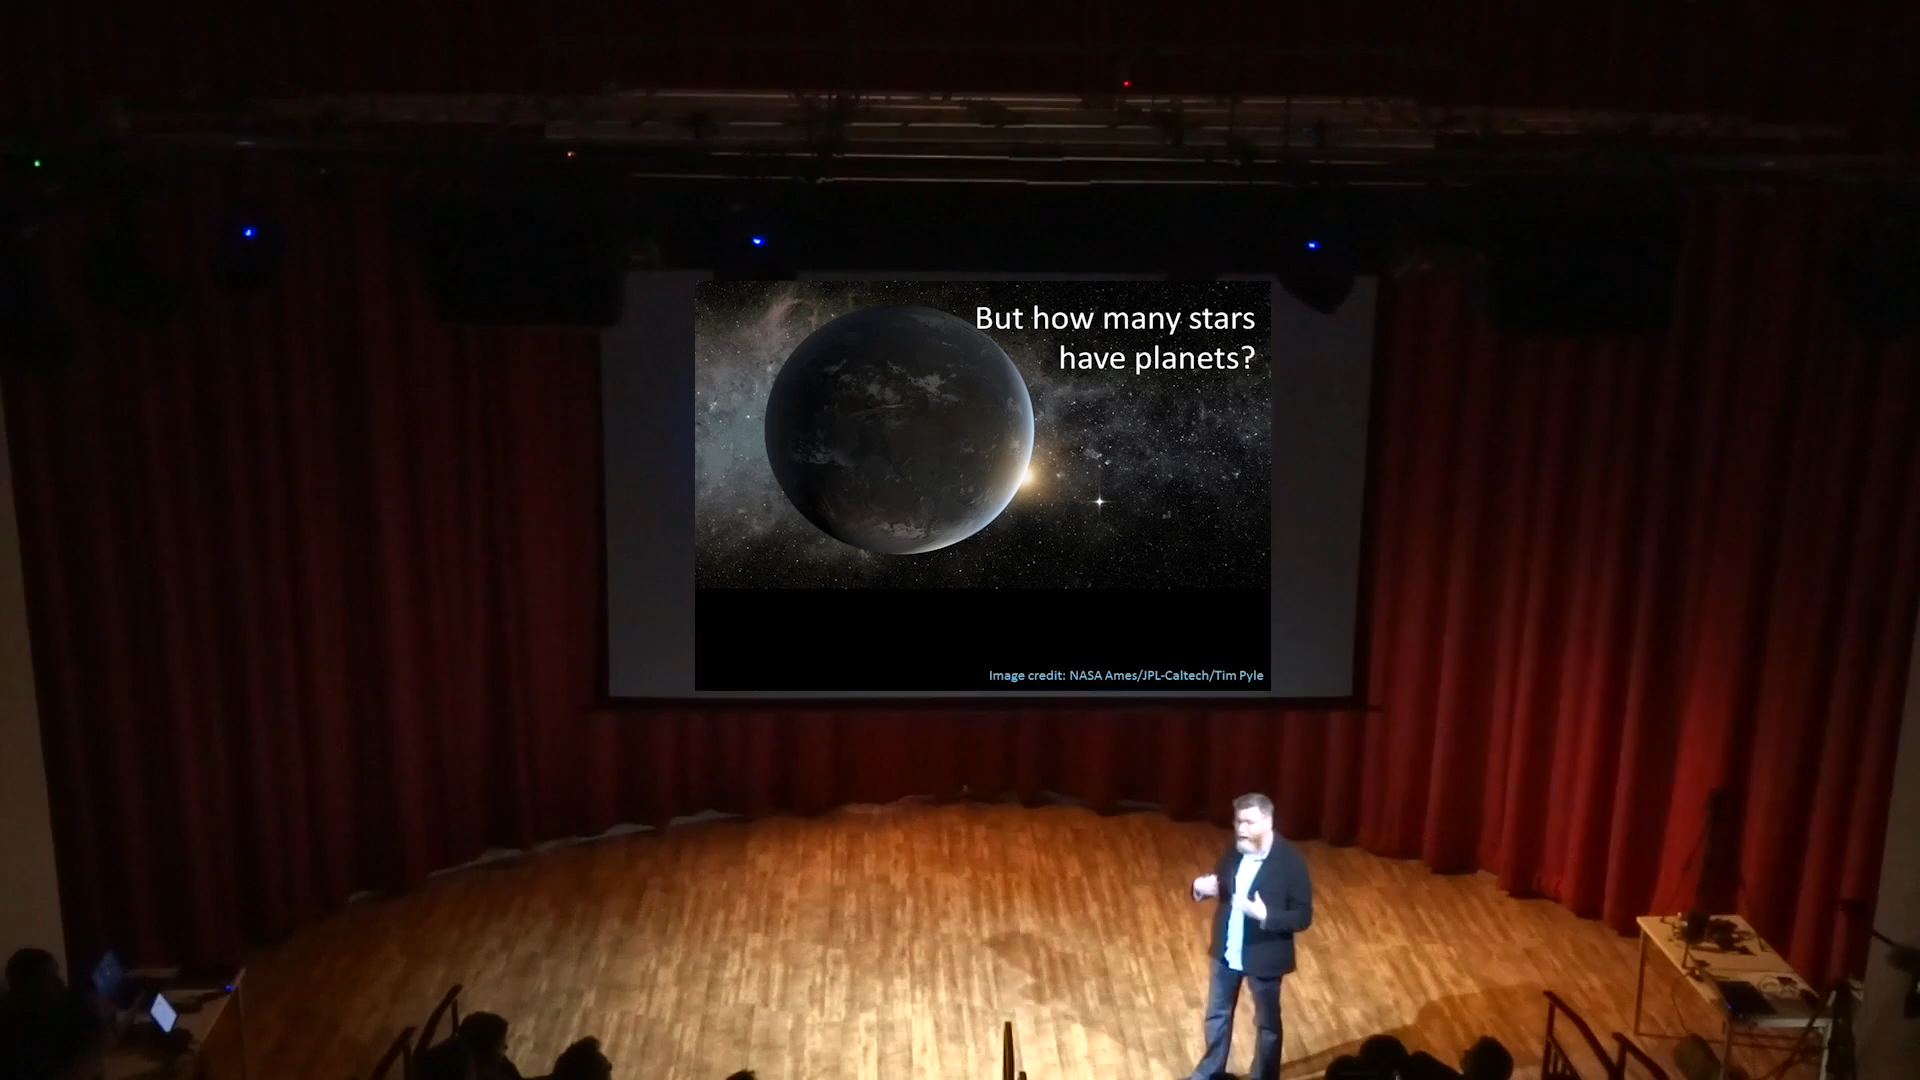 But how many stars
have planets?
Image credit: NASA Ames/JPL-Caltech/Tim Pyle